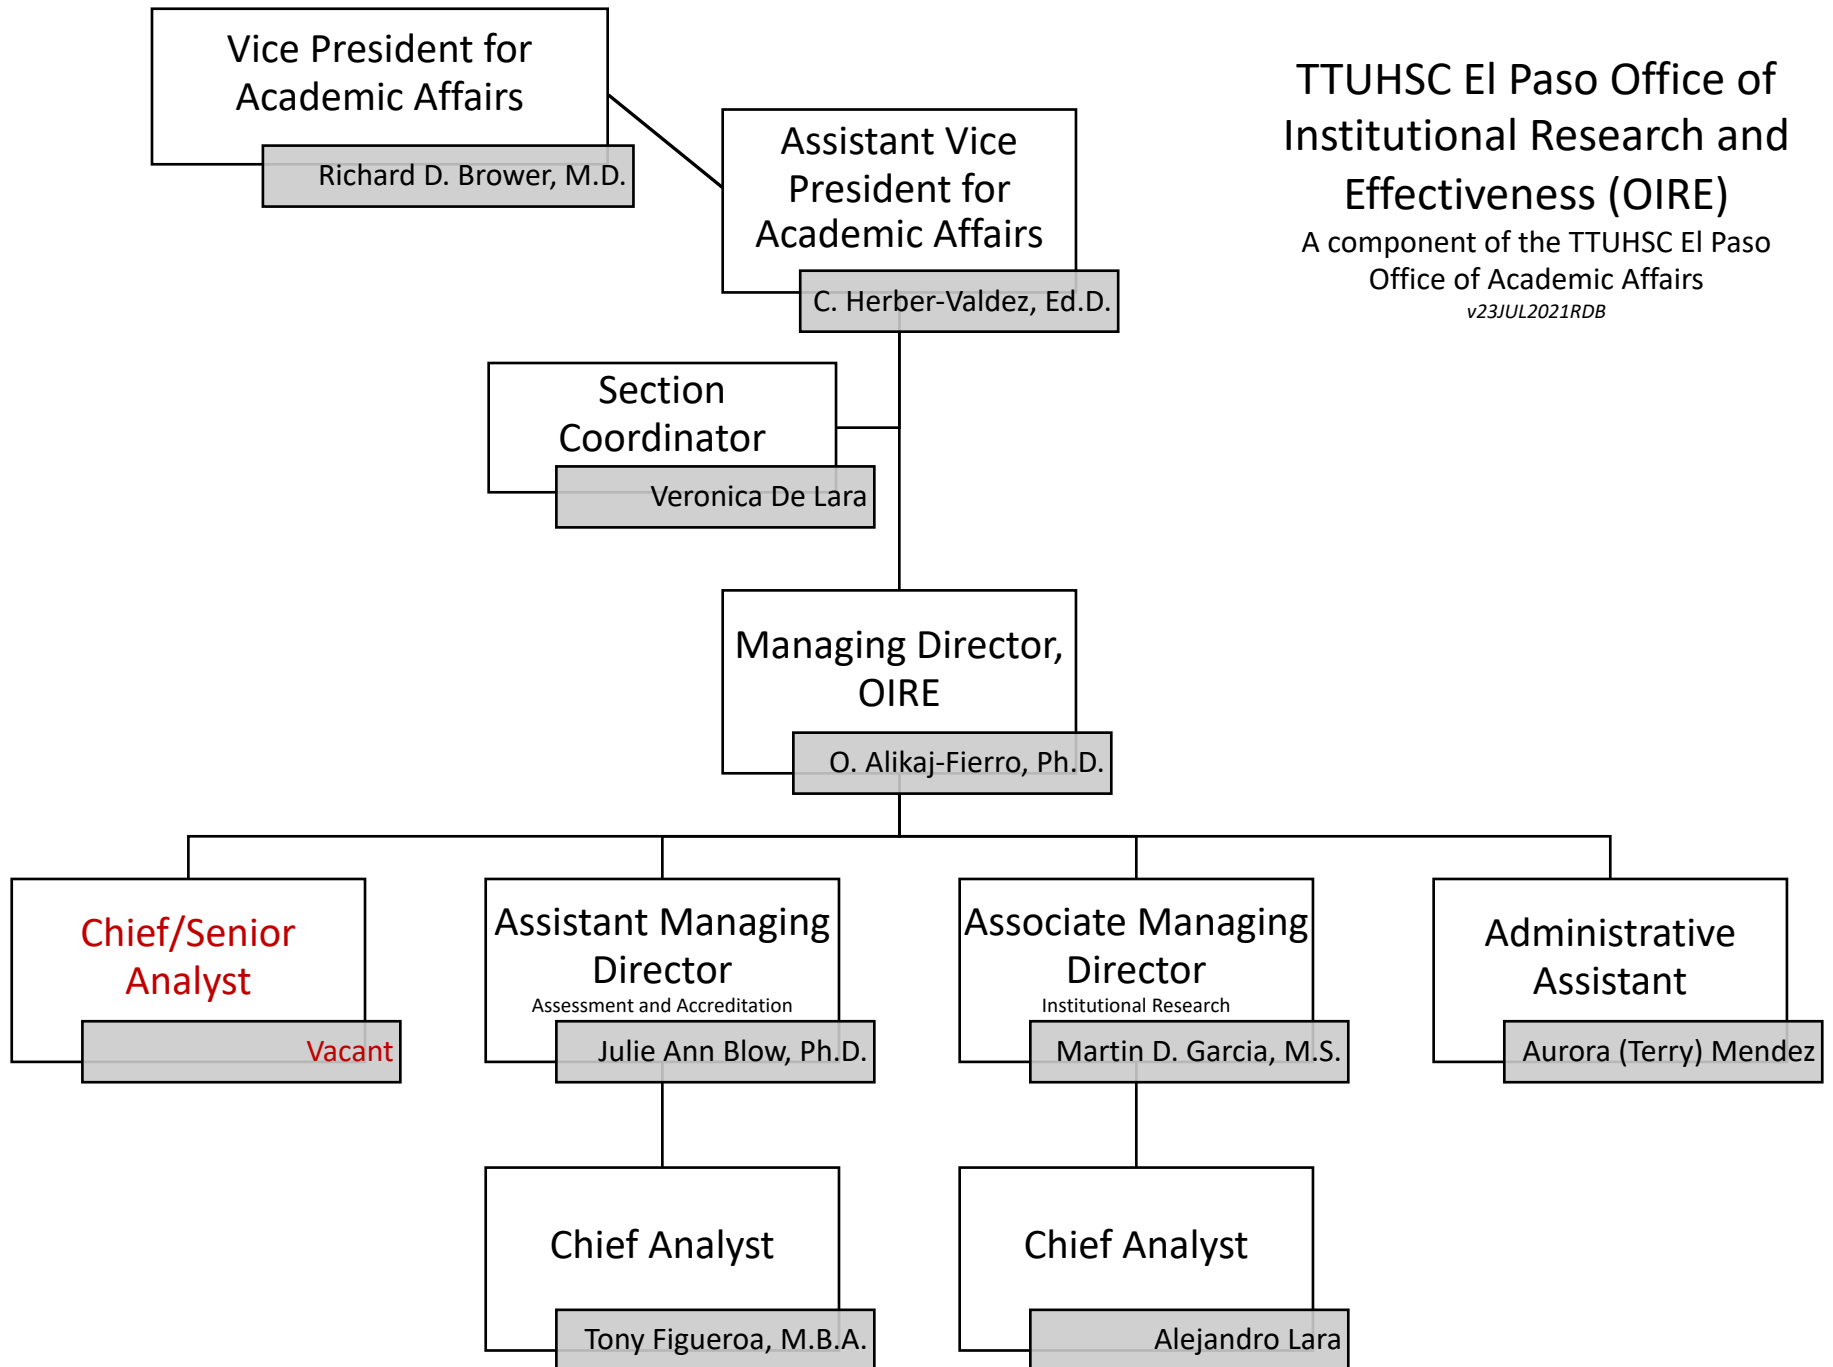 Vice President for
Academic Affairs
Richard D. Brower, M.D.
Assistant Vice
President for
Academic Affairs
C. Herber-Valdez, Ed.D.
TTUHSC El Paso Office of
Institutional Research and
Effectiveness (OIRE)
A component of the TTUHSC El Paso
Office of Academic Affairs
v23JUL2021RDB
Section
Coordinator
Veronica De Lara
Managing Director,
OIRE
O. Alikaj-Fierro, Ph.D.
Chief/Senior
Analyst
Vacant
Assistant Managing
Director
Assessment and Accreditation
Julie Ann Blow, Ph.D.
Associate Managing
Director
Institutional Research
Martin D. Garcia, M.S.
Administrative
Assistant
Aurora (Terry) Mendez
Chief Analyst
Tony Figueroa, M.B.A.
Chief Analyst
Alejandro Lara